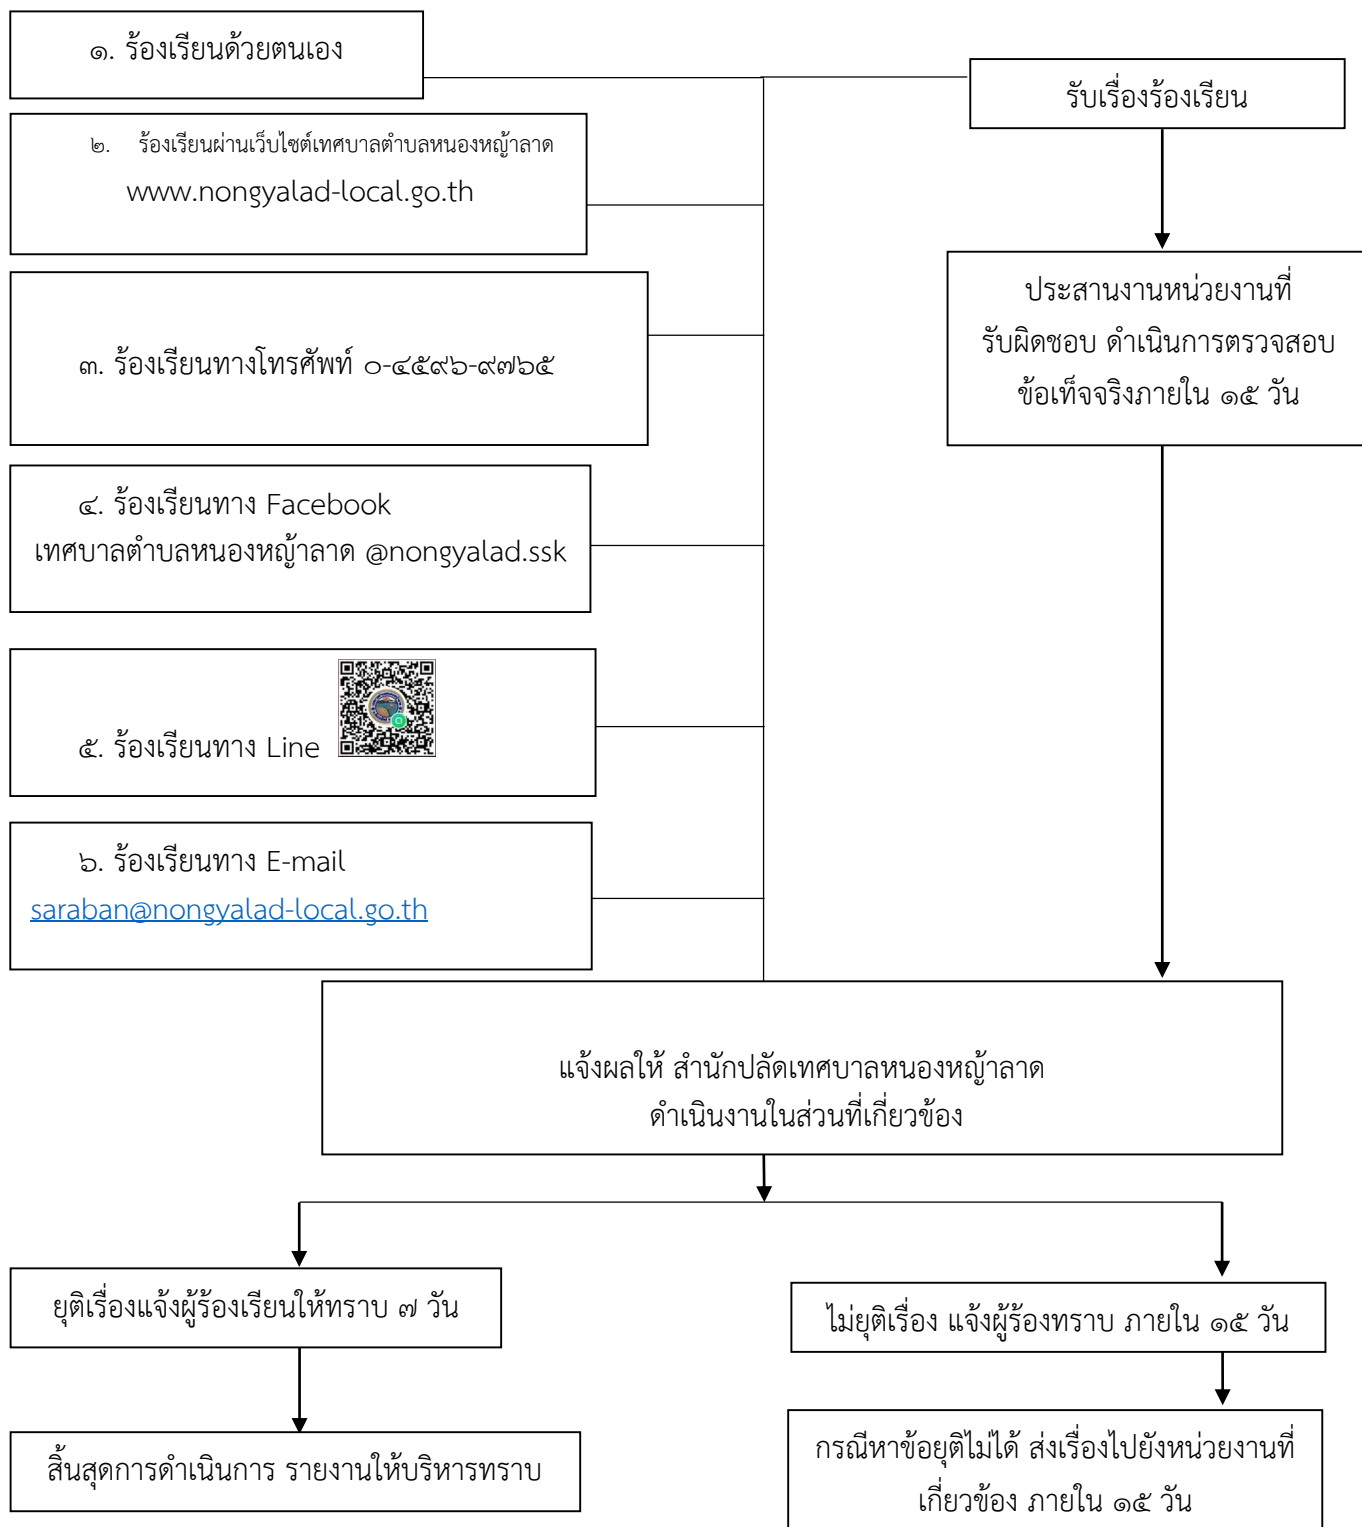 ๑. ร้องเรียนด้วยตนเอง
๒. ร้องเรียนผ่านเว็บไซต์เทศบาลตำบลหนองหญ้าลาด
www.nongyalad-local.go.th
๓. ร้องเรียนทางโทรศัพท์ ๐-๔๕๙๖-๙๗๖๕
๔. ร้องเรียนทาง Facebook
เทศบาลตำบลหนองหญ้าลาด @nongyalad.ssk
๕. ร้องเรียนทาง Line
๖. ร้องเรียนทาง E-mail
saraban@nongyalad-local.go.th
รับเรื่องร้องเรียน
ประสานงานหน่วยงานที่
รับผิดชอบ ดำเนินการตรวจสอบ
ข้อเท็จจริงภายใน ๑๕ วัน
แจ้งผลให้ สำนักปลัดเทศบาลหนองหญ้าลาด
ดำเนินงานในส่วนที่เกี่ยวข้อง
ยุติเรื่องแจ้งผู้ร้องเรียนให้ทราบ ๗ วัน
สิ้นสุดการดำเนินการ รายงานให้บริหารทราบ
ไม่ยุติเรื่อง แจ้งผู้ร้องทราบ ภายใน ๑๕ วัน
กรณีหาข้อยุติไม่ได้ ส่งเรื่องไปยังหน่วยงานที่
เกี่ยวข้อง ภายใน ๑๕ วัน